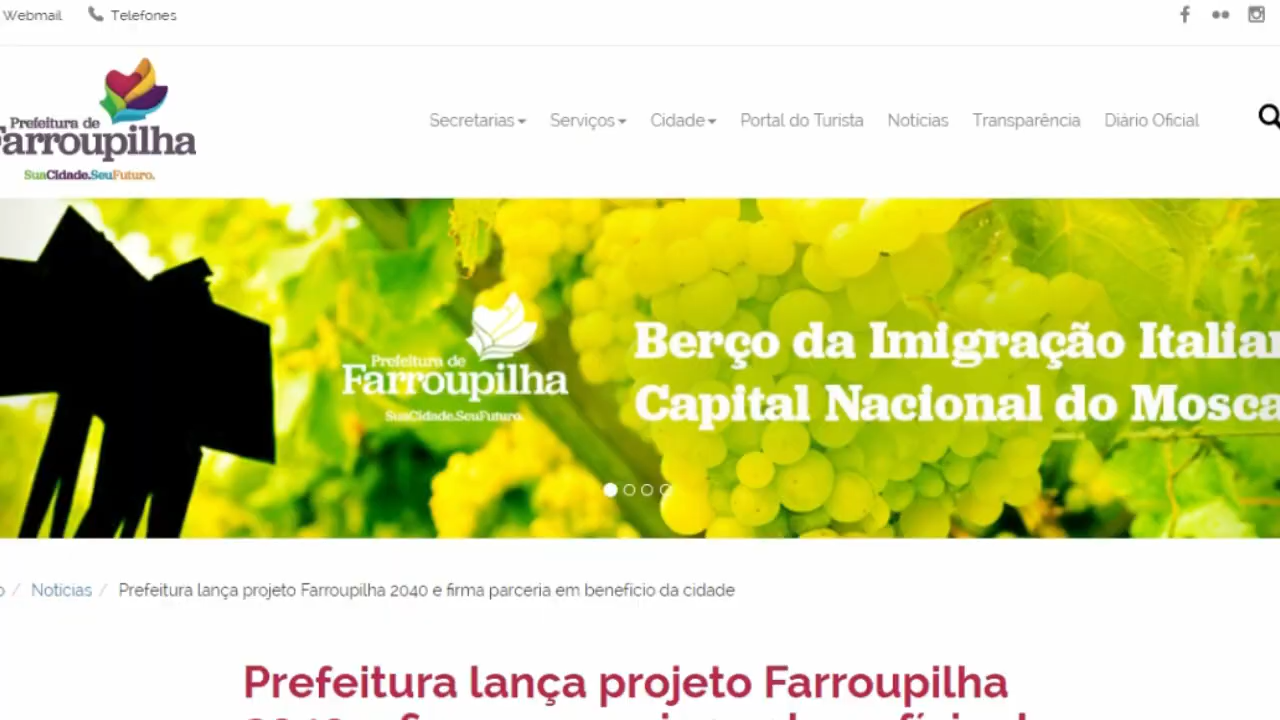 Webmail Telefones
Prefeitura de
Farroupilha
SuaCidade.SeuFuturo.
Secretarias Serviços Cidade Portal do Turista Notícias Transparência Diário Oficial
Prefeitura de
Farroupilha
SuaCidade.SeuFuturo.
Berço da Imigração Italian
Capital Nacional do Mosca
o / Notícias / Prefeitura lança projeto Farroupilha 2040 e firma parceria em benefício da cidade
Prefeitura lança projeto Farroupilha